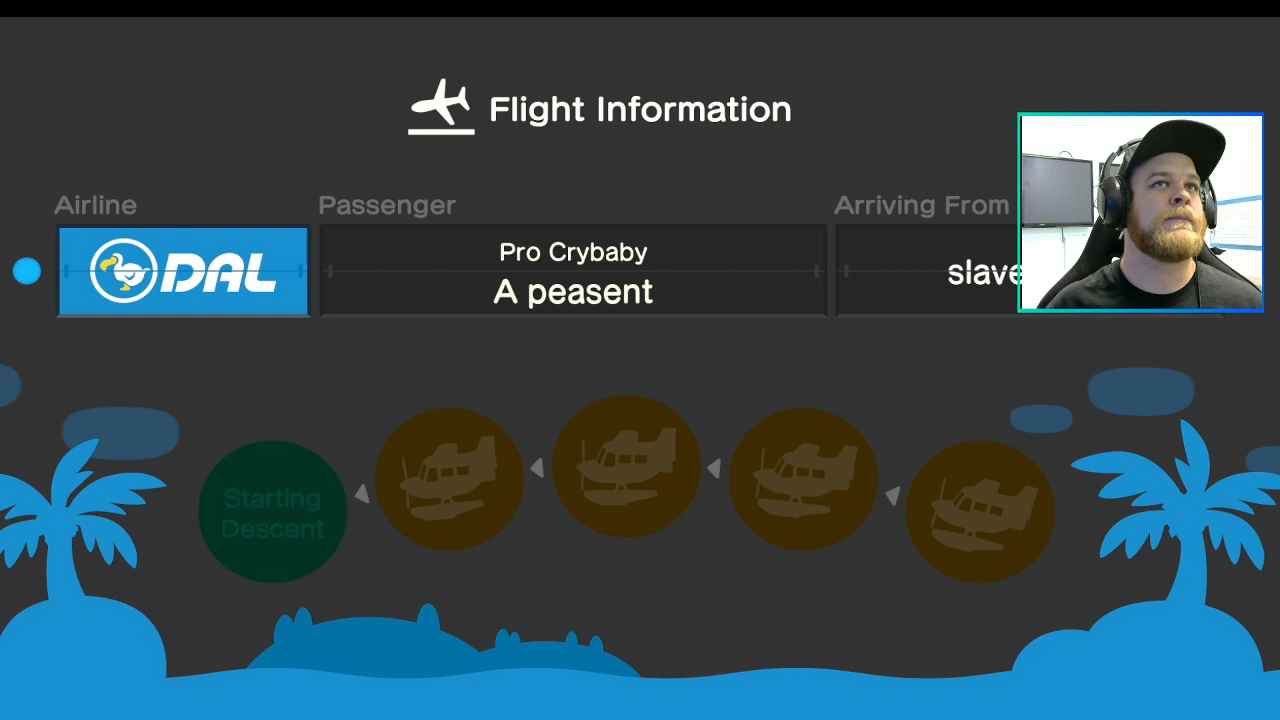 Flight Information
Airline
Passenger
Arriving From
DAL
Pro Crybaby
A peasent
slave
Starting
Descent